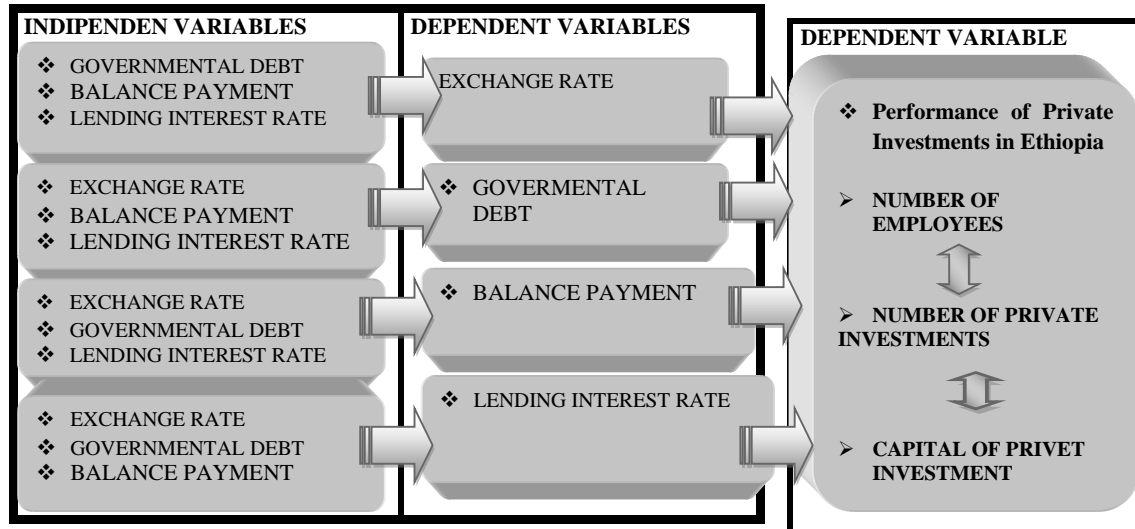 INDIPENDEN VARIABLES
❖ GOVERNMENTAL DEBT
❖ BALANCE PAYMENT
❖ LENDING INTEREST RATE
❖ EXCHANGE RATE
❖ BALANCE PAYMENT
❖ LENDING INTEREST RATE
❖ EXCHANGE RATE
❖ GOVERNMENTAL DEBT
❖ LENDING INTEREST RATE
❖ EXCHANGE RATE
❖ GOVERNMENTAL DEBT
❖ BALANCE PAYMENT
DEPENDENT VARIABLES
EXCHANGE RATE
❖ GOVERMENTAL
DEBT
❖ BALANCE PAYMENT
❖ LENDING INTEREST RATE
DEPENDENT VARIABLE
❖ Performance of Private
Investments in Ethiopia
➢ NUMBER OF
EMPLOYEES
➢ NUMBER OF PRIVATE
INVESTMENTS
➢ CAPITAL OF PRIVET
INVESTMENT